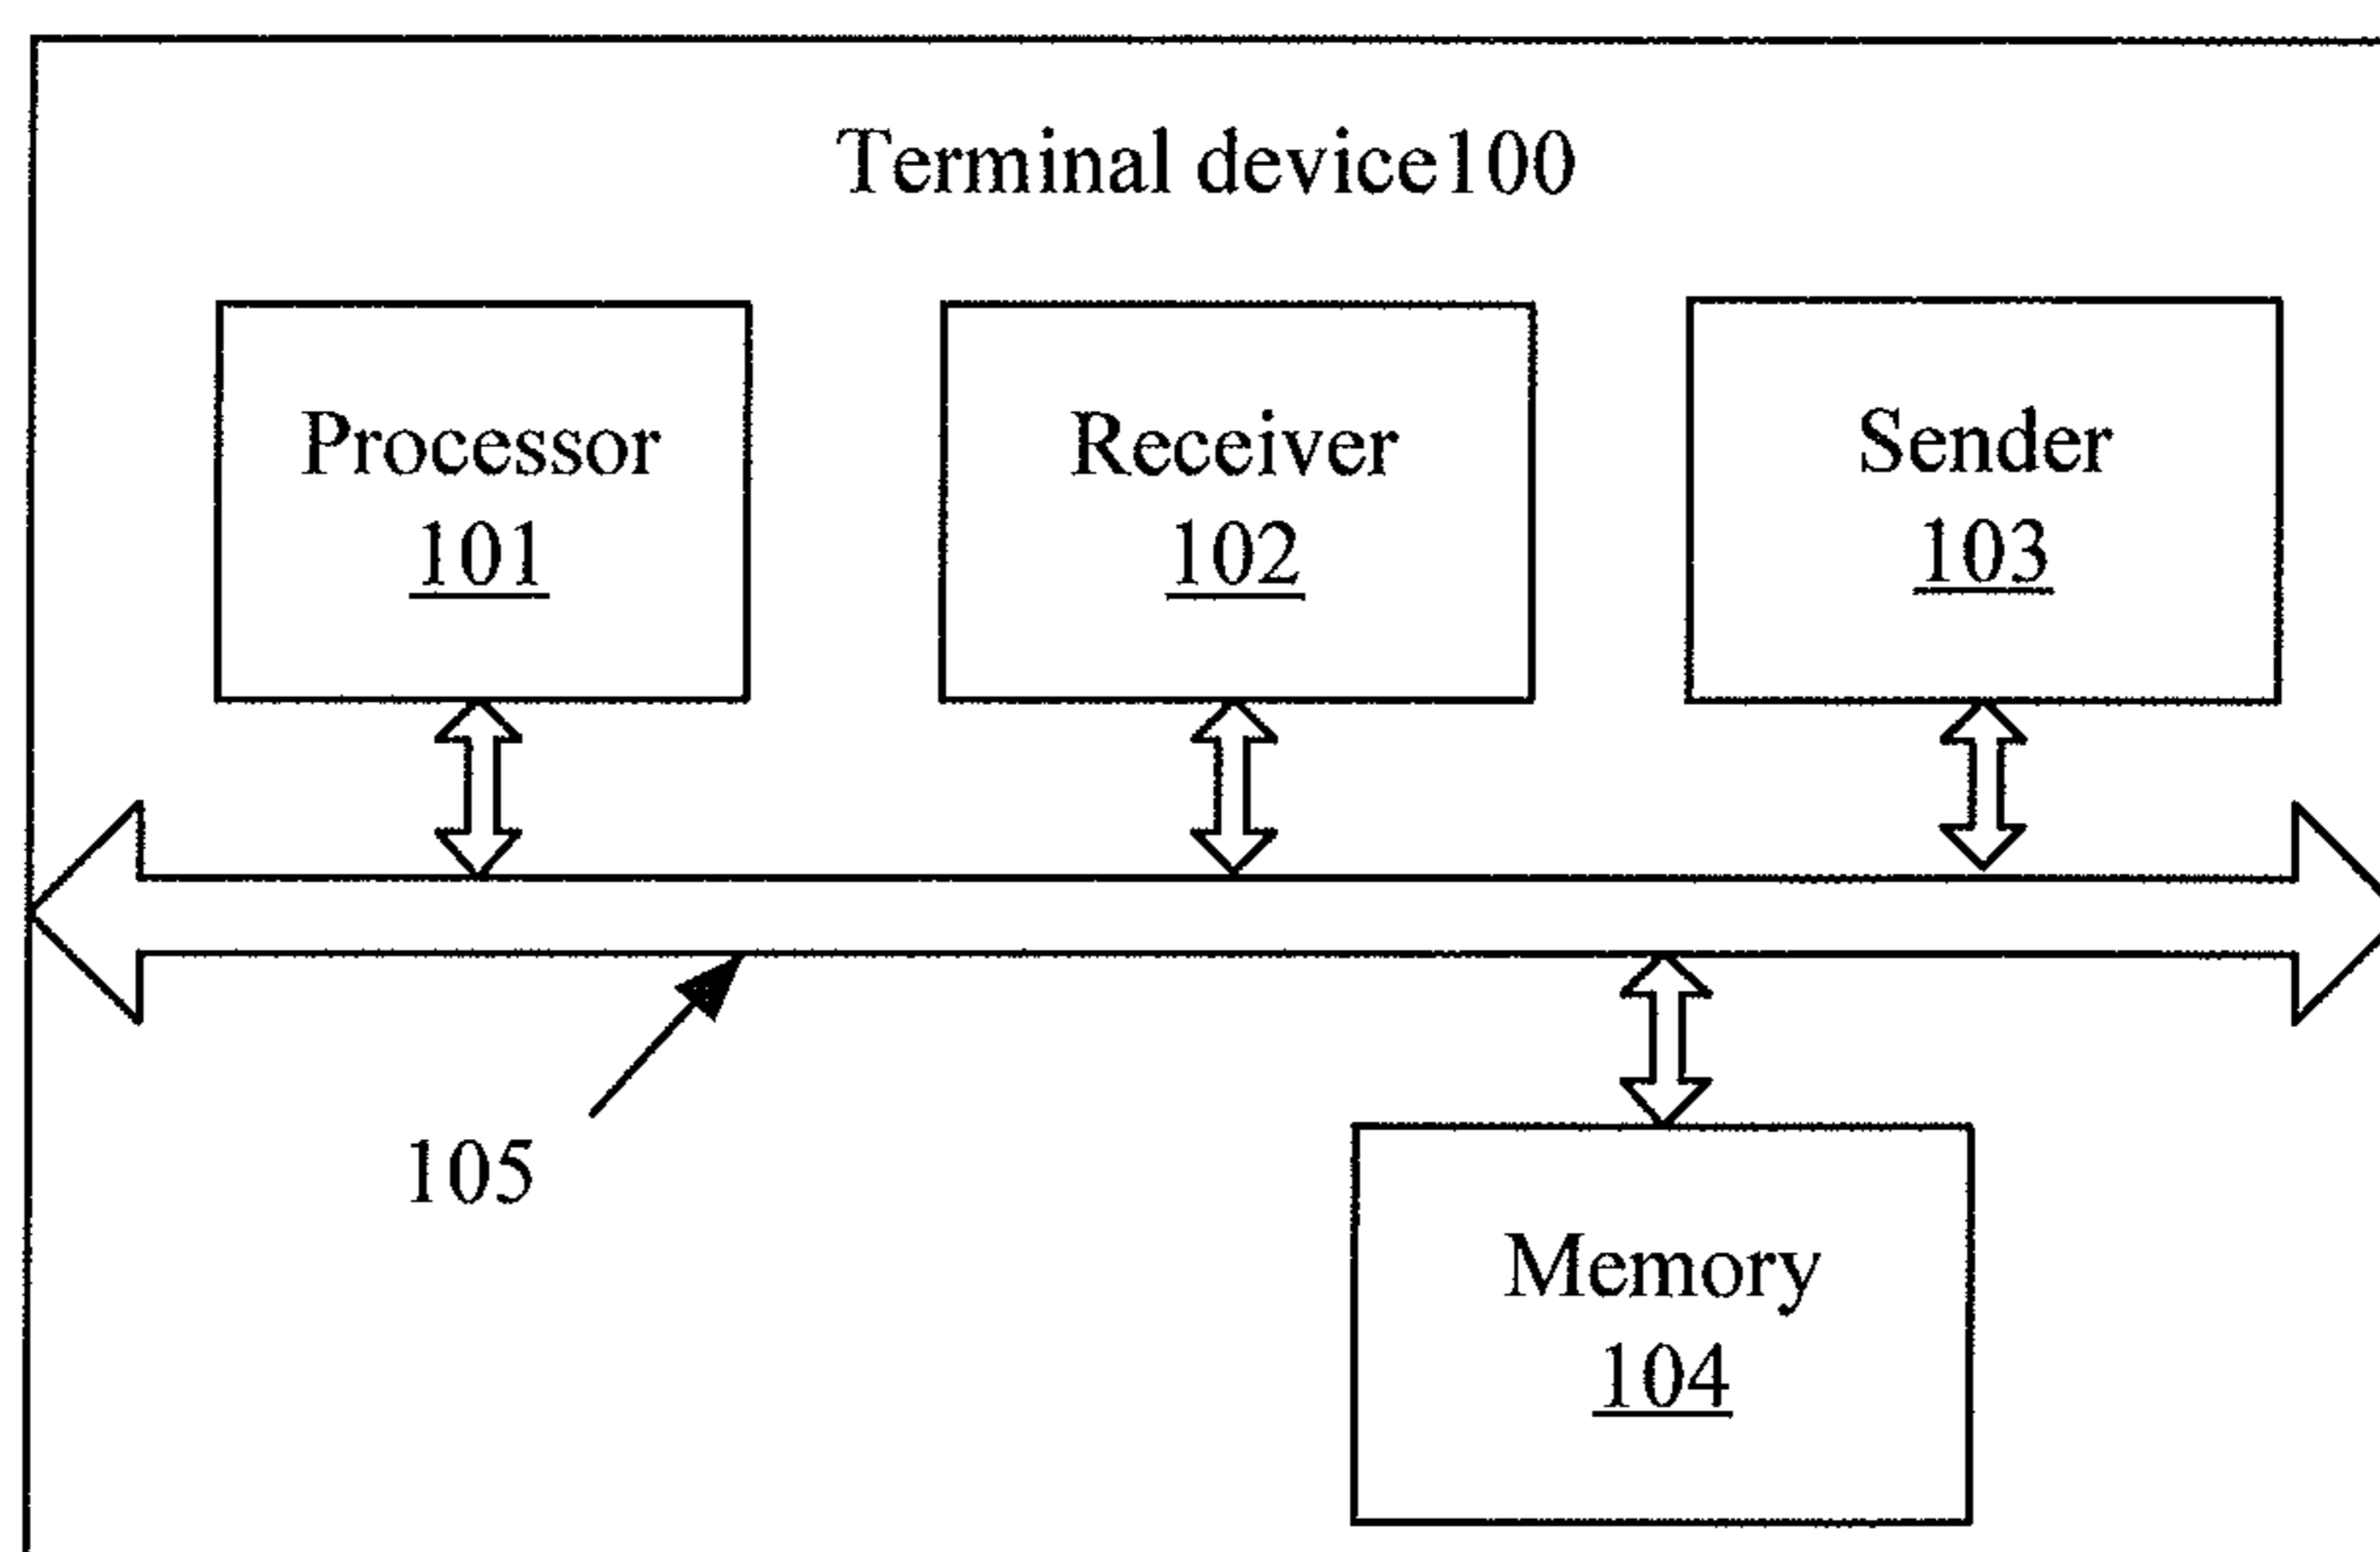 Terminal device100
Processor
101
Receiver
102
Sender
103
105
Memory
104